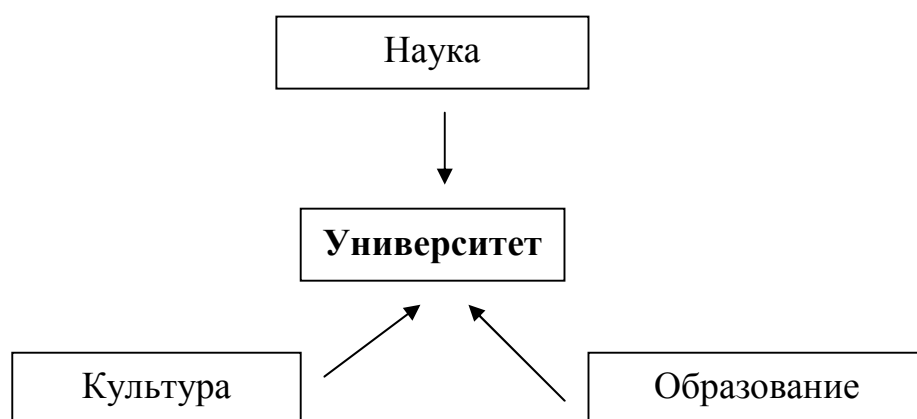 Наука
Университет
Культура
Образование